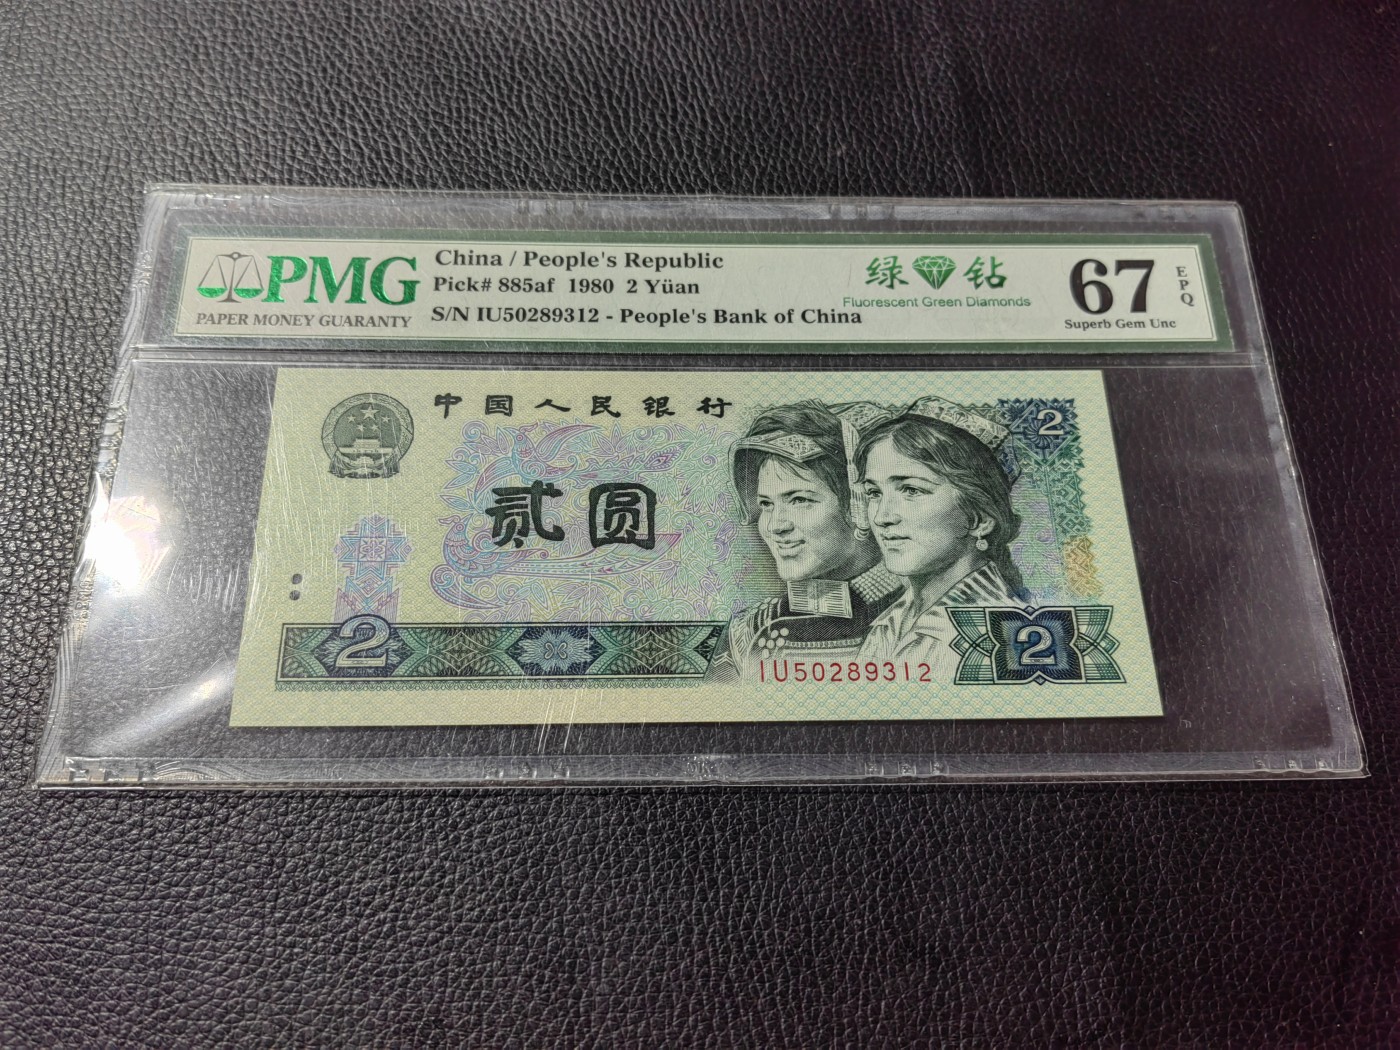 PMG
PAPER MONEY GUARANTY
China / People's Republic
Pick# 885af 1980 2 Yüan
S/N IU50289312 - People's Bank of China
绿钻
Fluorescent Green Diamonds
67
EPQ
Superb Gem Unc
中国人民银行
2
贰圆
2
IU50289312
2